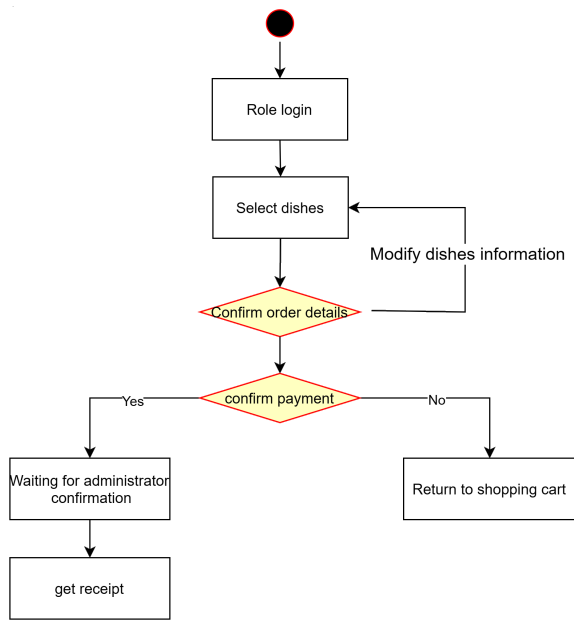 Role login
Select dishes
Modify dishes information
Confirm order details
confirm payment
Yes
No
Waiting for administrator
confirmation
Return to shopping cart
get receipt